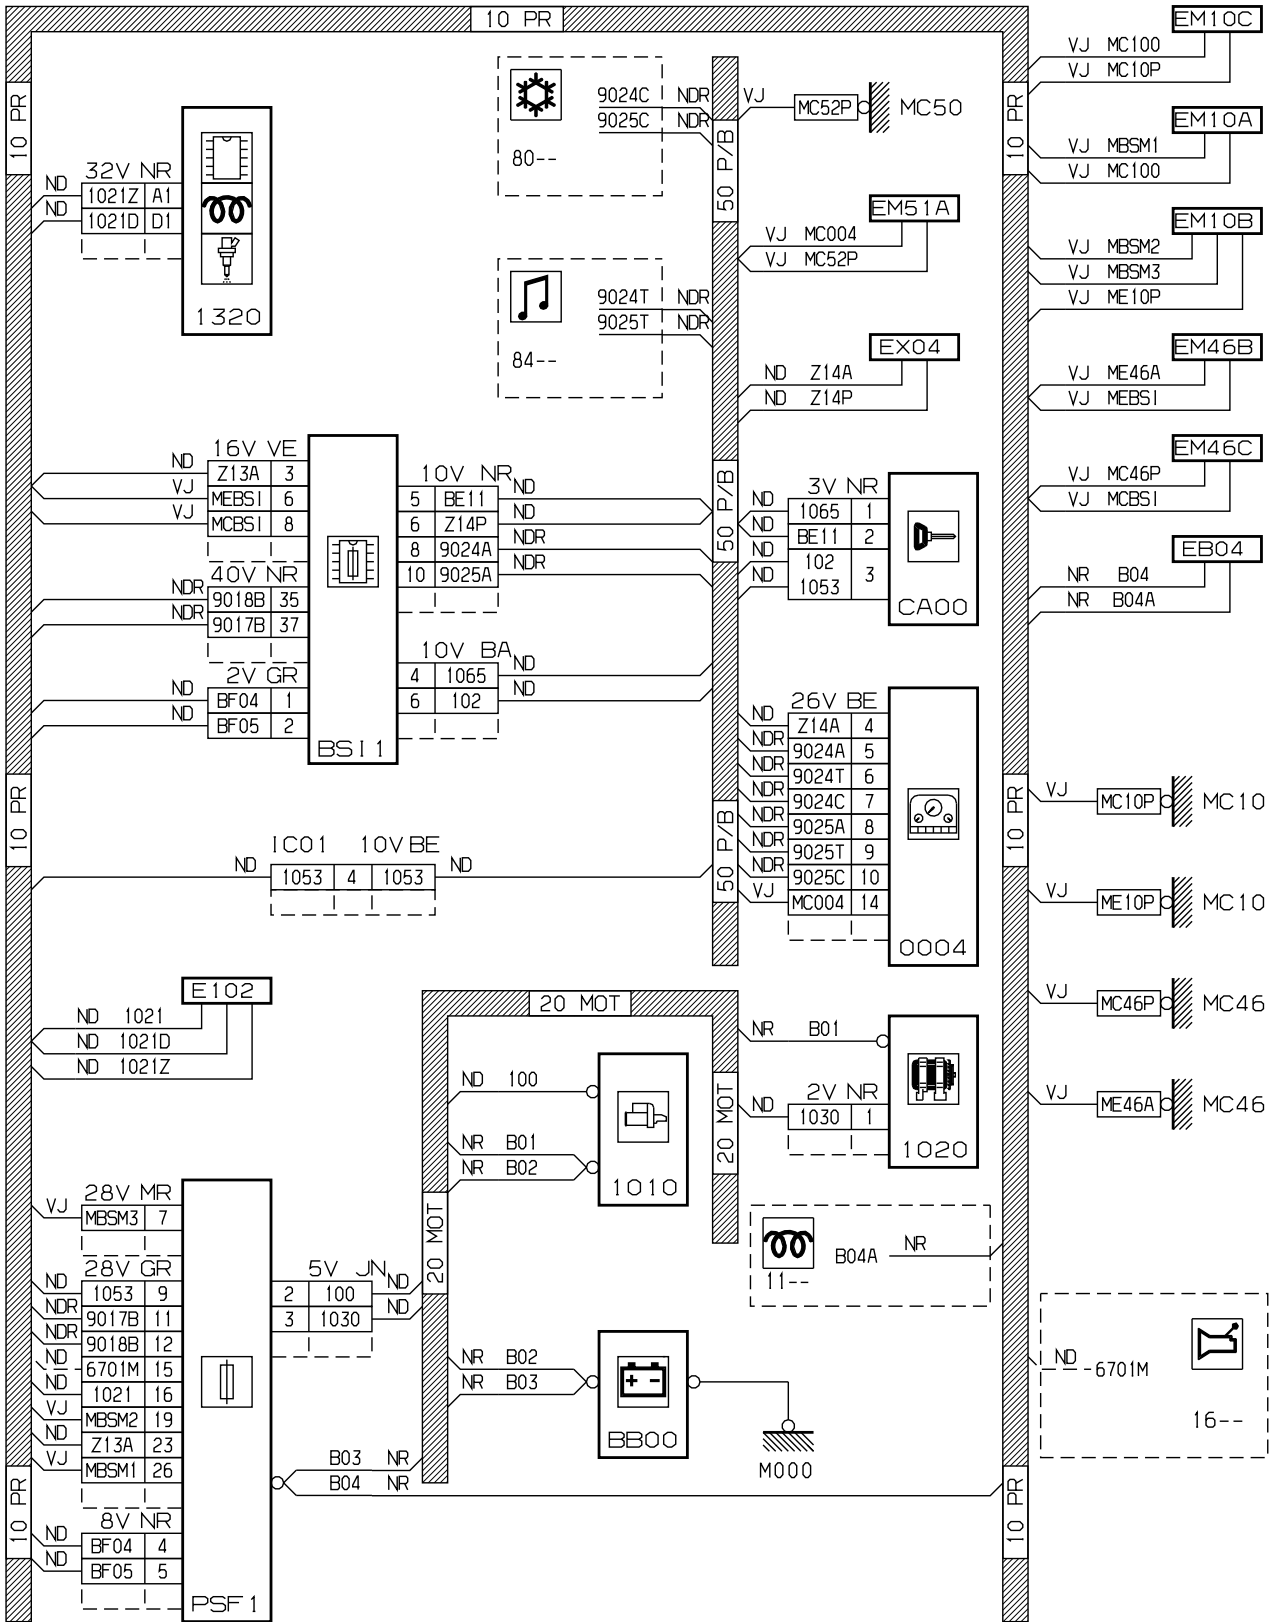 10 PR
EM10C
VJ MC100
VJ MC10P
10 PR
9024C NDR
9025C NDR
80--
VJ MC52P MC50
50 P/B
10 PR
EM10A
VJ MBSM1
VJ MC100
32V NR
ND 1021Z A1
ND 1021D D1
1320
EM51A
VJ MC004
VJ MC52P
EM10B
VJ MBSM2
VJ MBSM3
VJ ME10P
9024T NDR
9025T NDR
84--
EX04
ND Z14A
ND Z14P
EM46B
VJ ME46A
VJ MEBSI
16V VE
ND Z13A 3
VJ MEBSI 6
VJ MCBSI 8
40V NR
NDR 9018B 35
NDR 9017B 37
2V GR
ND BF04 1
ND BF05 2
BSI1
10V NR
5 BE11 ND
6 Z14P ND
8 9024A NDR
10 9025A NDR
10V BA
4 1065 ND
6 102 ND
50 P/B
3V NR
ND 1065 1
ND BE11 2
ND 102
ND 1053
3
CA00
EM46C
VJ MC46P
VJ MCBSI
EB04
NR B04
NR B04A
26V BE
ND Z14A 4
NDR 9024A 5
NDR 9024T 6
NDR 9024C 7
NDR 9025A 8
NDR 9025T 9
NDR 9025C 10
VJ MC004 14
0004
10 PR
50 P/B
10 PR
VJ MC10P MC10
VJ ME10P MC10
VJ MC46P MC46
VJ ME46A MC46
IC01 10V BE
ND 1053 4 1053 ND
E102
ND 1021
ND 1021D
ND 1021Z
20 MOT
ND 100
NR B01
NR B02
1010
20 MOT
NR B01
2V NR
ND 1030 1
1020
20 MOT
B04A NR
11--
28V MR
VJ MBSM3 7
28V GR
ND 1053 9
NDR 9017B 11
NDR 9018B 12
ND 6701M 15
ND 1021 16
VJ MBSM2 19
ND Z13A 23
VJ MBSM1 26
8V NR
ND BF04 4
ND BF05 5
PSF1
5V JN
2 100 ND
3 1030 ND
NR B02
NR B03
BB00
M000
B03 NR
B04 NR
10 PR
10 PR
ND 6701M
16--